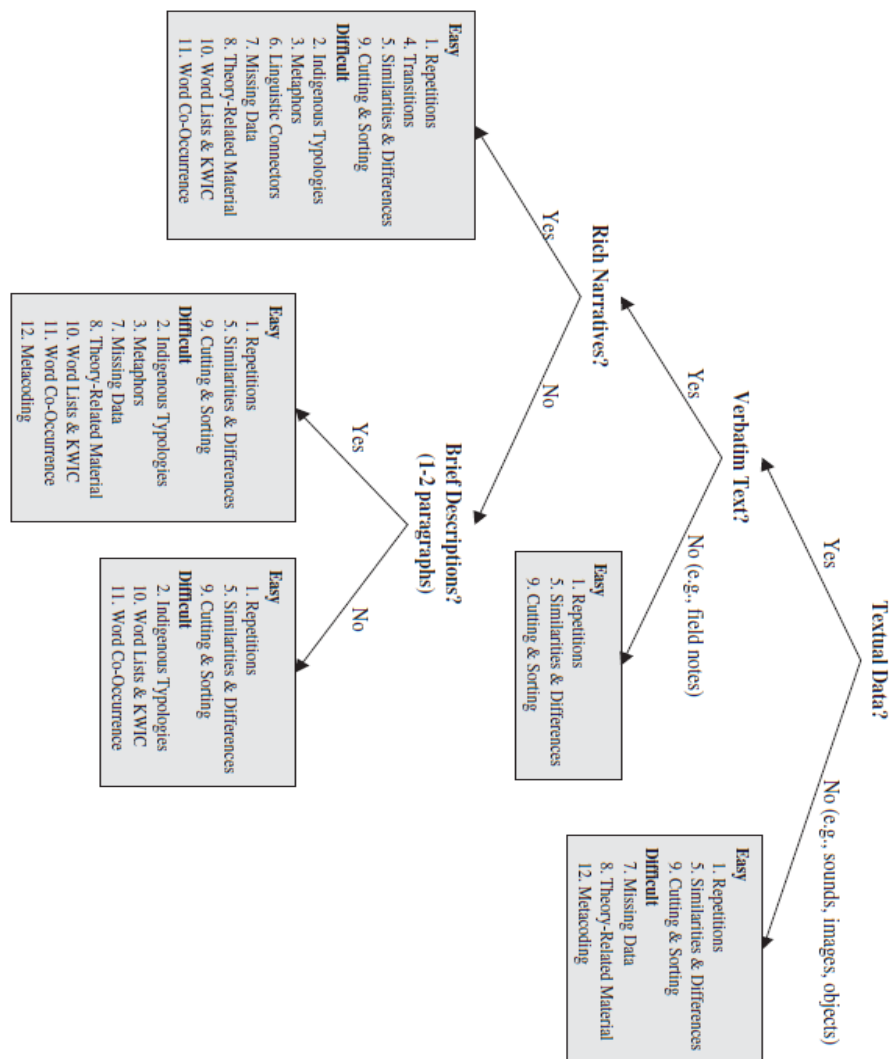 Textual Data?
Yes
No (e.g., sounds, images, objects)
Verbatim Text?
Yes
No (e.g., field notes)
Easy
1. Repetitions
5. Similarities & Differences
9. Cutting & Sorting
Difficult
7. Missing Data
8. Theory-Related Material
12. Metacoding
Rich Narratives?
Yes
No
Easy
1. Repetitions
5. Similarities & Differences
9. Cutting & Sorting
Brief Descriptions?
(1-2 paragraphs)
Yes
No
Easy
1. Repetitions
4. Transitions
5. Similarities & Differences
9. Cutting & Sorting
Difficult
2. Indigenous Typologies
3. Metaphors
6. Linguistic Connectors
7. Missing Data
8. Theory-Related Material
10. Word Lists & KWIC
11. Word Co-Occurrence
Easy
1. Repetitions
5. Similarities & Differences
9. Cutting & Sorting
Difficult
2. Indigenous Typologies
3. Metaphors
7. Missing Data
8. Theory-Related Material
10. Word Lists & KWIC
11. Word Co-Occurrence
12. Metacoding
Easy
1. Repetitions
5. Similarities & Differences
9. Cutting & Sorting
Difficult
2. Indigenous Typologies
10. Word Lists & KWIC
11. Word Co-Occurrence